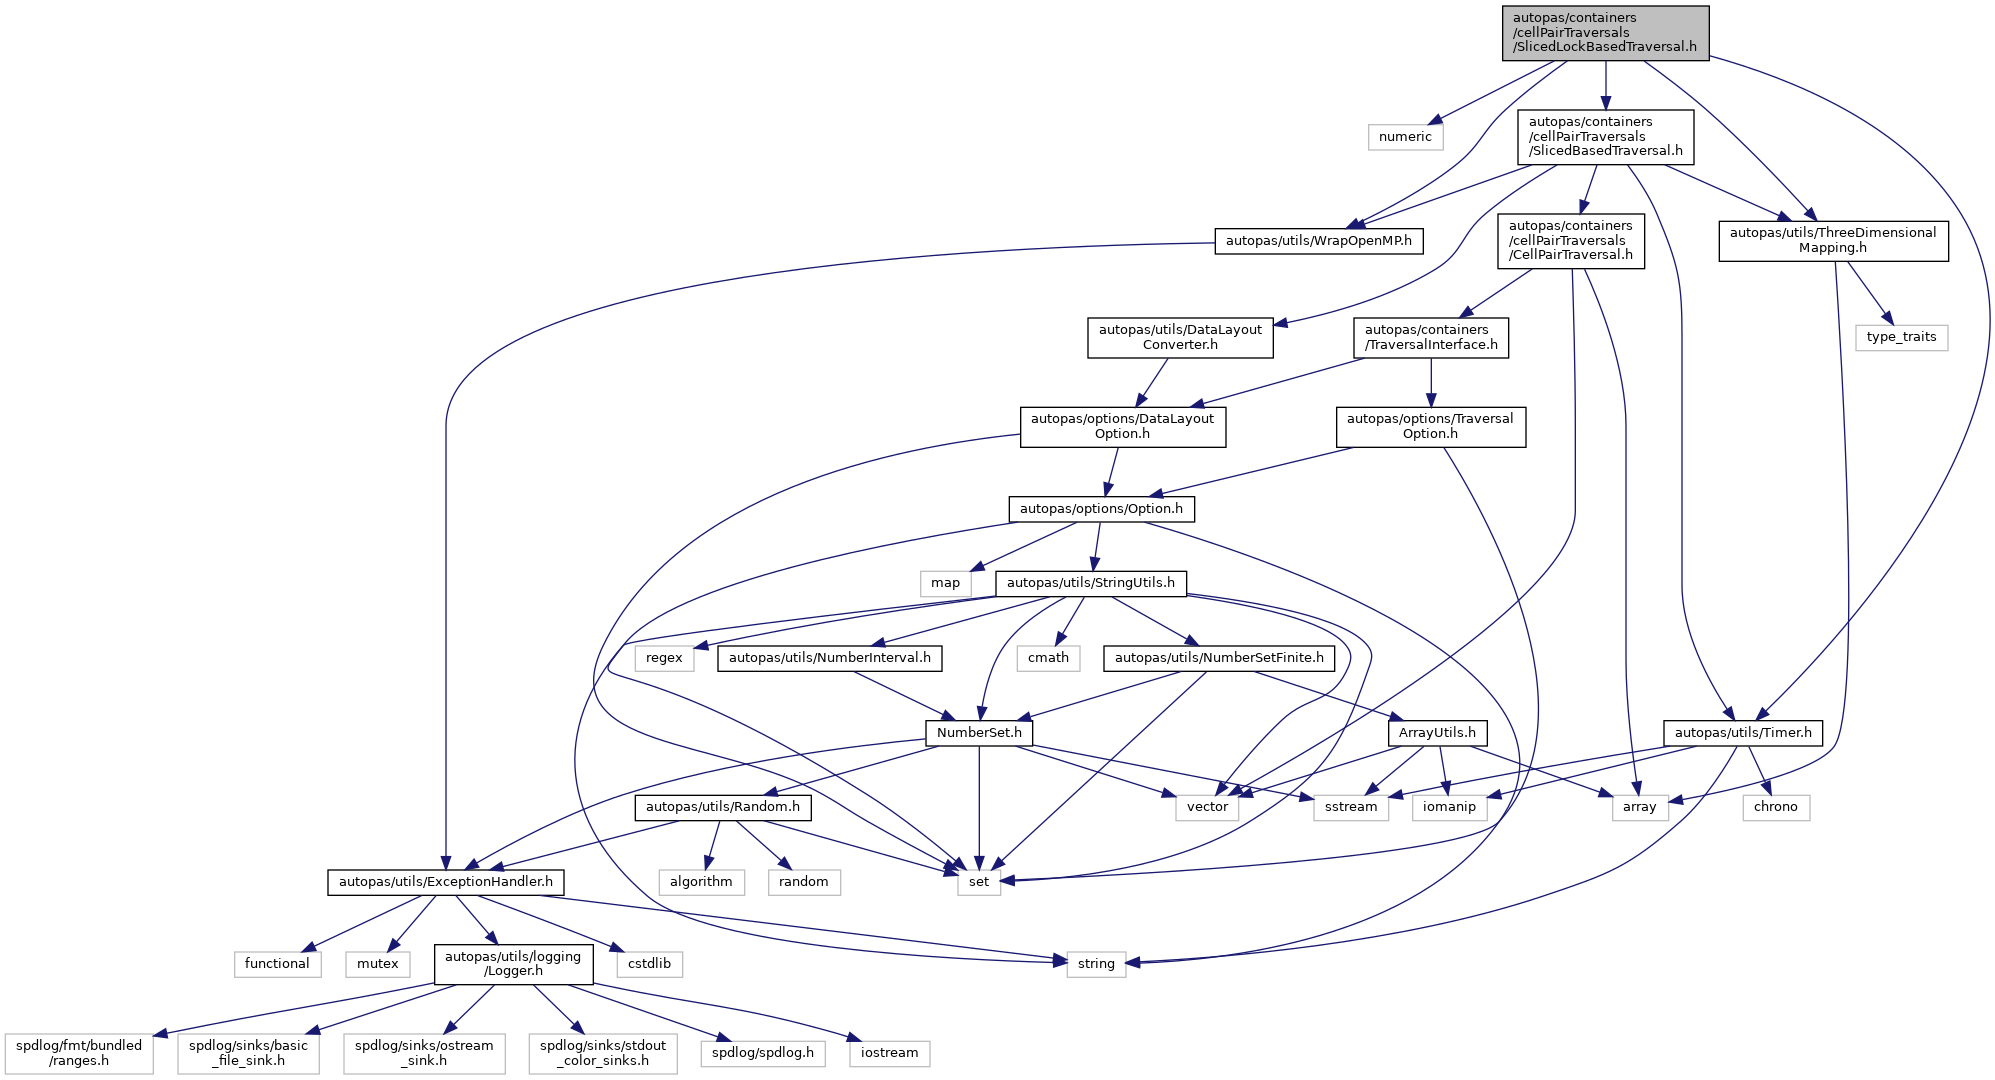 autopas/containers
/cellPairTraversals
/SlicedLockBasedTraversal.h
numeric
autopas/containers
/cellPairTraversals
/SlicedBasedTraversal.h
autopas/utils/WrapOpenMP.h
autopas/containers
/cellPairTraversals
/CellPairTraversal.h
autopas/utils/ThreeDimensional
Mapping.h
autopas/utils/DataLayout
Converter.h
autopas/containers
/TraversalInterface.h
type_traits
autopas/options/DataLayout
Option.h
autopas/options/Traversal
Option.h
autopas/options/Option.h
map
autopas/utils/StringUtils.h
regex
autopas/utils/NumberInterval.h
cmath
autopas/utils/NumberSetFinite.h
NumberSet.h
ArrayUtils.h
autopas/utils/Timer.h
autopas/utils/Random.h
vector
sstream
iomanip
array
chrono
autopas/utils/ExceptionHandler.h
algorithm
random
set
functional
mutex
autopas/utils/logging
/Logger.h
cstdlib
string
spdlog/fmt/bundled
/ranges.h
spdlog/sinks/basic
_file_sink.h
spdlog/sinks/ostream
_sink.h
spdlog/sinks/stdout
_color_sinks.h
spdlog/spdlog.h
iostream